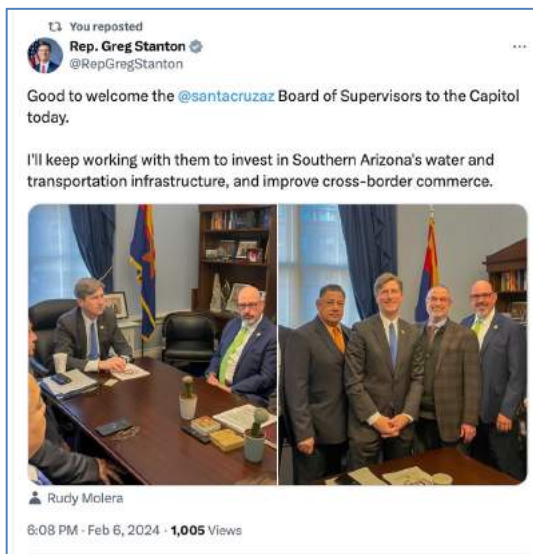 You reposted
Rep. Greg Stanton
@RepGregStanton
Good to welcome the @santacruzaz Board of Supervisors to the Capitol
today.
I'll keep working with them to invest in Southern Arizona's water and
transportation infrastructure, and improve cross-border commerce.
Rudy Molera
6:08 PM · Feb 6, 2024 · 1,005 Views